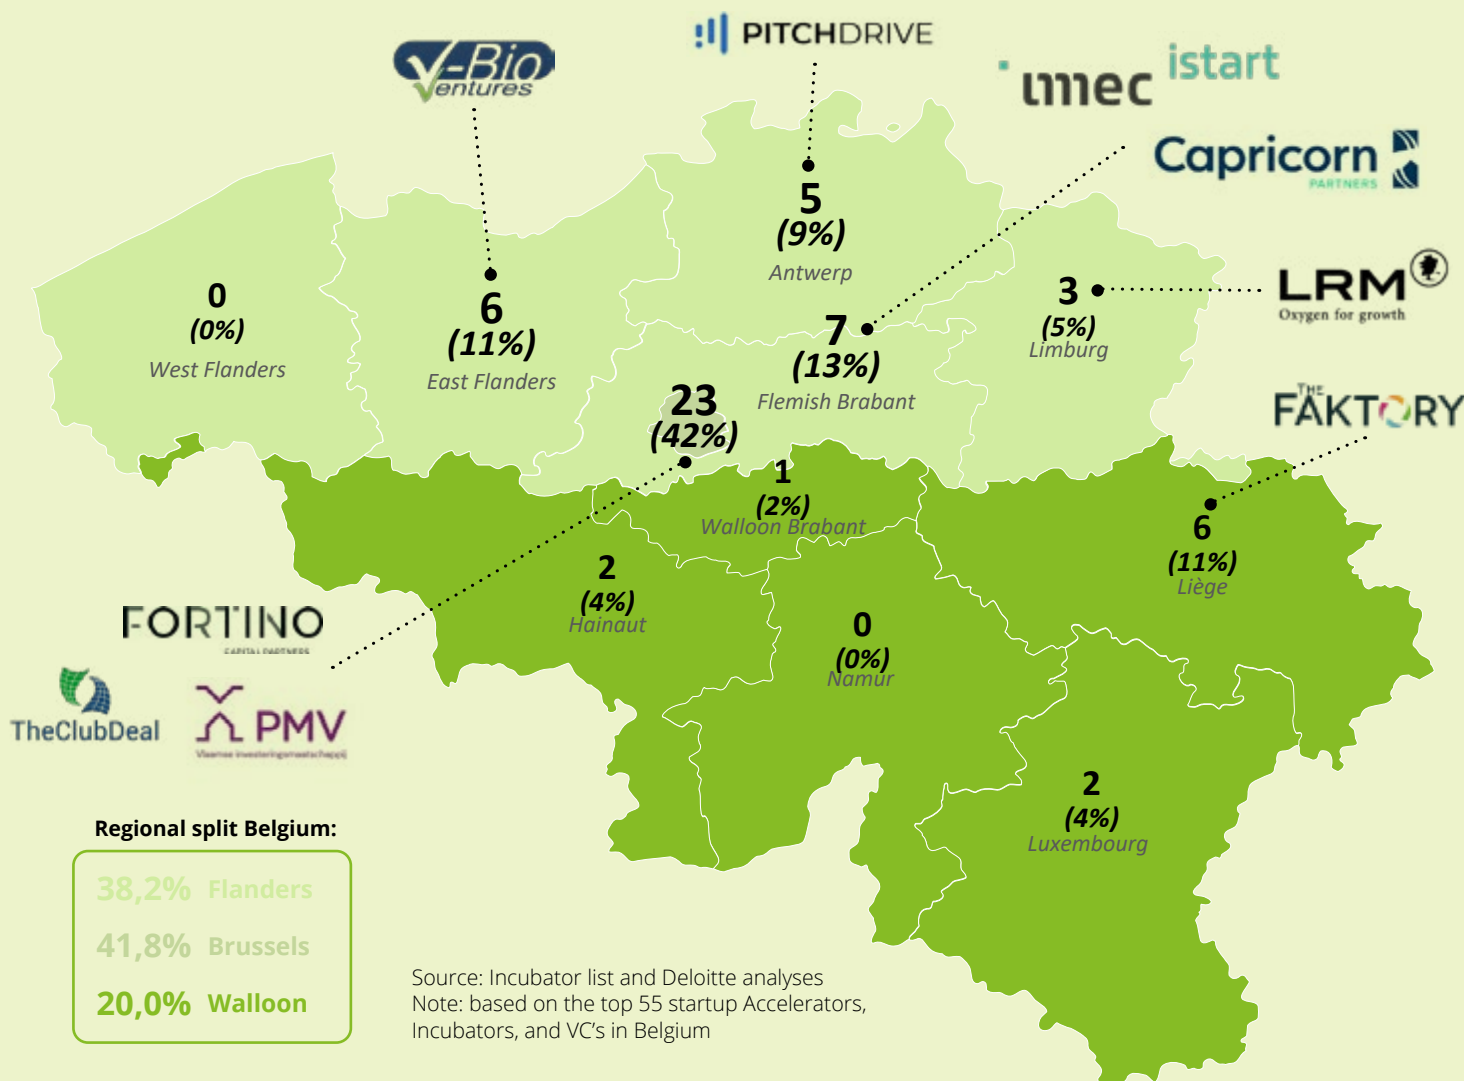 V-Bio
Ventures
PITCHDRIVE
imec istart
Capricorn
PARTNERS
5
(9%)
Antwerp
0
(0%)
West Flanders
6
(11%)
East Flanders
7
(13%)
Flemish Brabant
3
(5%)
Limburg
LRM
Oxygen for growth
23
(42%)
THE
FAKTORY
1
(2%)
Walloon Brabant
6
(11%)
Liège
2
(4%)
Hainaut
0
(0%)
Namur
FORTINO
CAPITAL PARTNERS
TheClubDeal
PMV
Vlaamse investeringsmaatschappij
2
(4%)
Luxembourg
Regional split Belgium:
38,2% Flanders
41,8% Brussels
20,0% Walloon
Source: Incubator list and Deloitte analyses
Note: based on the top 55 startup Accelerators,
Incubators, and VC's in Belgium